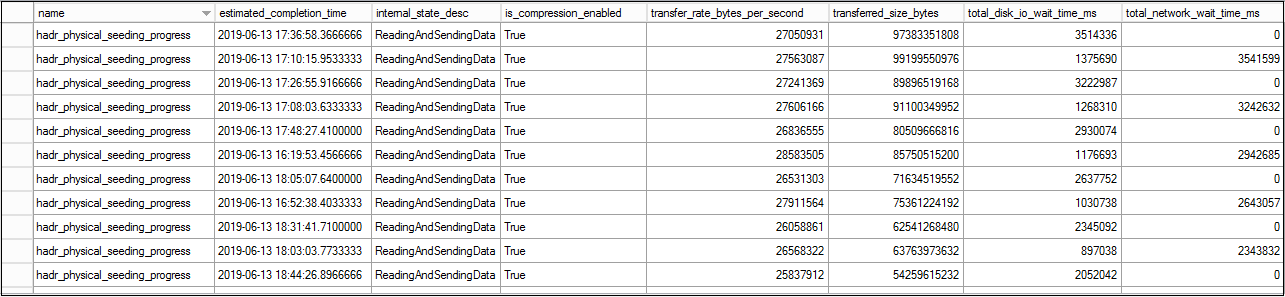 name estimated_completion_time internal_state_desc is_compression_enabled transfer_rate_bytes_per_second transferred_size_bytes total_disk_io_wait_time_ms total_network_wait_time_ms
hadr_physical_seeding_progress 2019-06-13 17:36:58.3666666 ReadingAndSendingData True 27050931 97383351808 3514336 0
hadr_physical_seeding_progress 2019-06-13 17:10:15.9533333 ReadingAndSendingData True 27563087 99199550976 1375690 3541599
hadr_physical_seeding_progress 2019-06-13 17:26:55.9166666 ReadingAndSendingData True 27241369 89896519168 3222987 0
hadr_physical_seeding_progress 2019-06-13 17:08:03.6333333 ReadingAndSendingData True 27606166 91100349952 1268310 3242632
hadr_physical_seeding_progress 2019-06-13 17:48:27.4100000 ReadingAndSendingData True 26836555 80509666816 2930074 0
hadr_physical_seeding_progress 2019-06-13 16:19:53.4566666 ReadingAndSendingData True 28583505 85750515200 1176693 2942685
hadr_physical_seeding_progress 2019-06-13 18:05:07.6400000 ReadingAndSendingData True 26531303 71634519552 2637752 0
hadr_physical_seeding_progress 2019-06-13 16:52:38.4033333 ReadingAndSendingData True 27911564 75361224192 1030738 2643057
hadr_physical_seeding_progress 2019-06-13 18:31:41.7100000 ReadingAndSendingData True 26058861 62541268480 2345092 0
hadr_physical_seeding_progress 2019-06-13 18:03:03.7733333 ReadingAndSendingData True 26568322 63763973632 897038 2343832
hadr_physical_seeding_progress 2019-06-13 18:44:26.8966666 ReadingAndSendingData True 25837912 54259615232 2052042 0